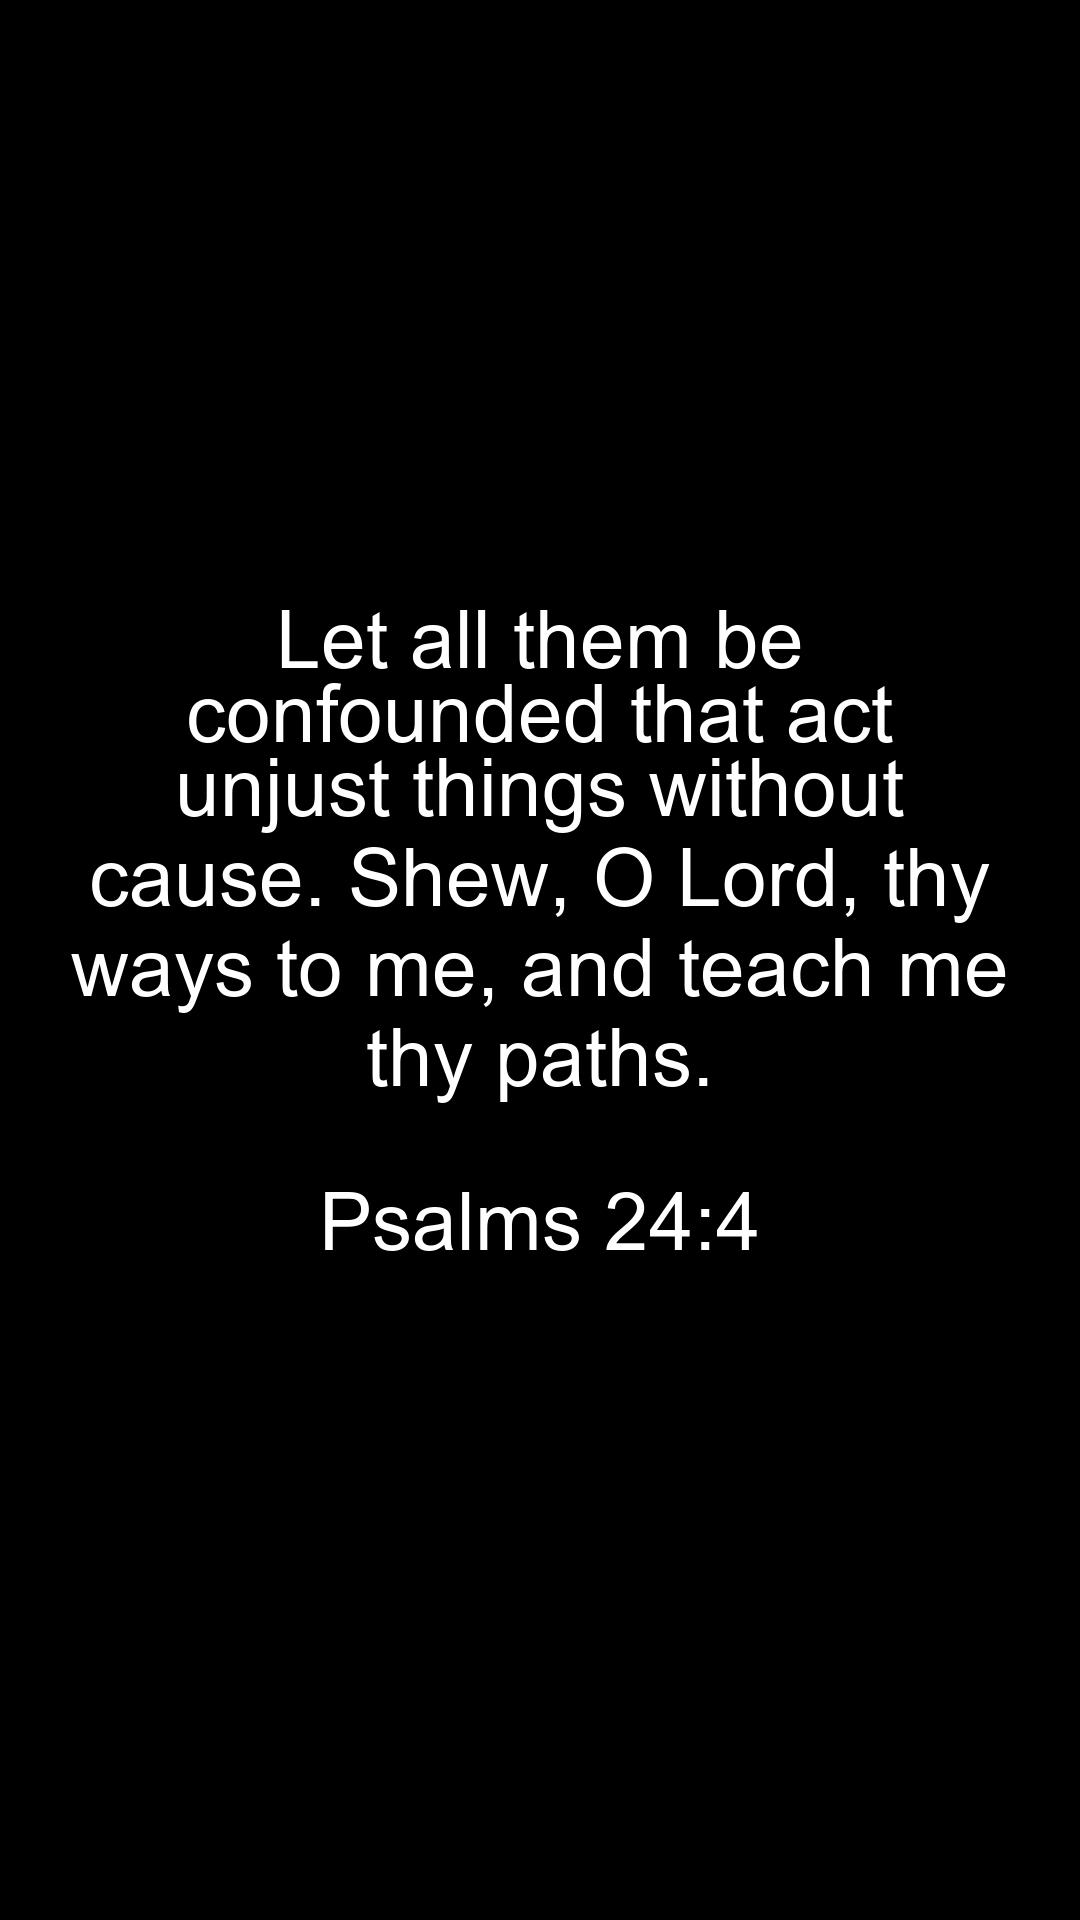 Let all them be
confounded that act
unjust things without
cause. Shew, O Lord, thy
ways to me, and teach me
thy paths.
Psalms 24:4